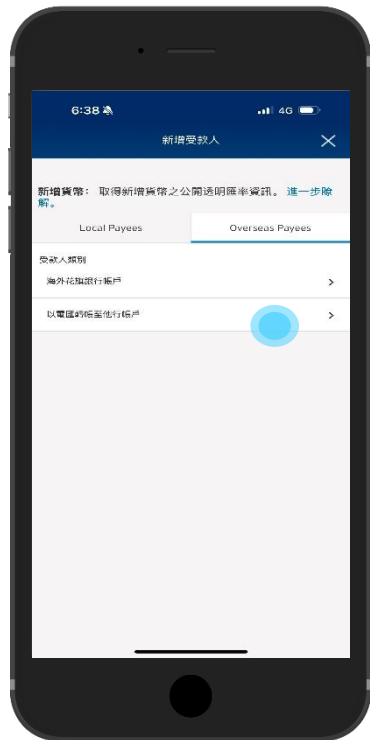 6:38
4G
新增受款人
新增貨幣： 取得新增貨幣之公開透明匯率資訊。 進一步瞭
解。
Local Payees
Overseas Payees
受款人類別
海外花旗銀行帳戶
以電匯轉帳至他行帳戶